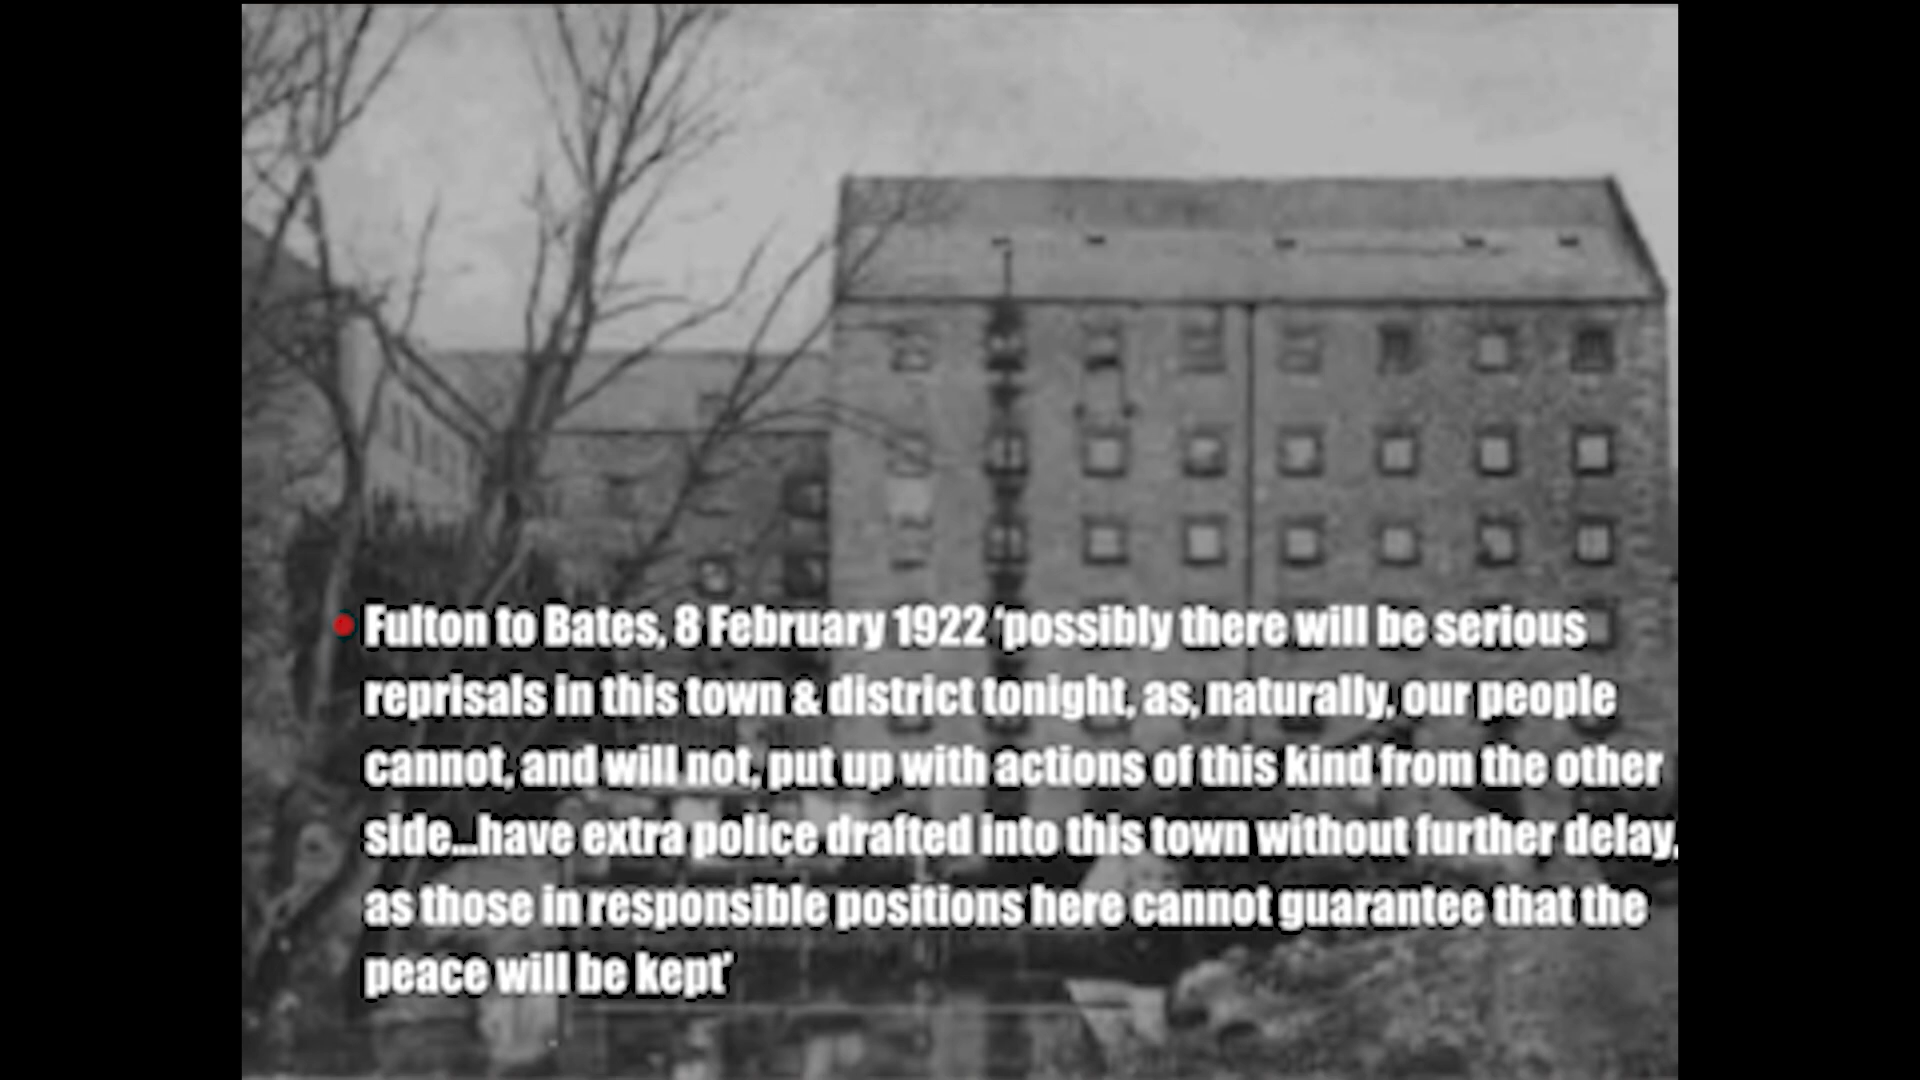 Fulton to Bates, 8 February 1922 ‘possibly there will be serious
reprisals in this town & district tonight, as, naturally, our people
cannot, and will not, put up with actions of this kind from the other
side...have extra police drafted into this town without further delay,
as those in responsible positions here cannot guarantee that the
peace will be kept’